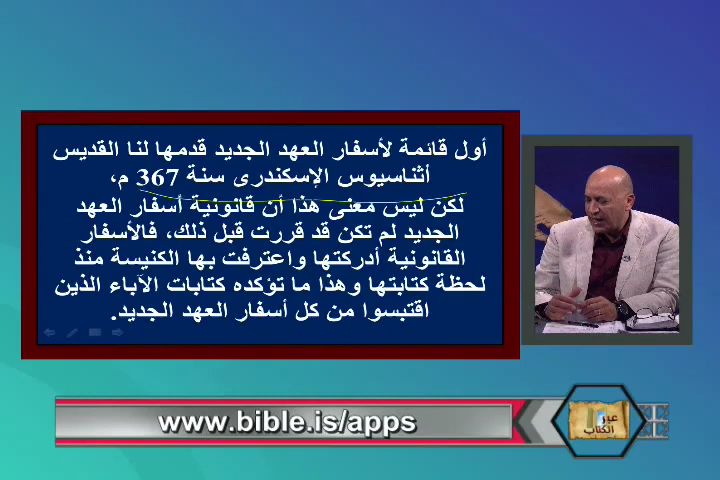 أول قائمة لأسفار العهد الجديد قدمها لنا القديس
أثناسيوس الإسكندرى سنة 367 م،
لكن ليس معنى هذا أن قانونية أسفار العهد
الجديد لم تكن قد قررت قبل ذلك، فالأسفار
القانونية أدركتها واعترفت بها الكنيسة منذ
لحظة كتابتها وهذا ما تؤكده كتابات الآباء الذين
اقتبسوا من كل أسفار العهد الجديد.
www.bible.is/apps
عبر
الكتاب